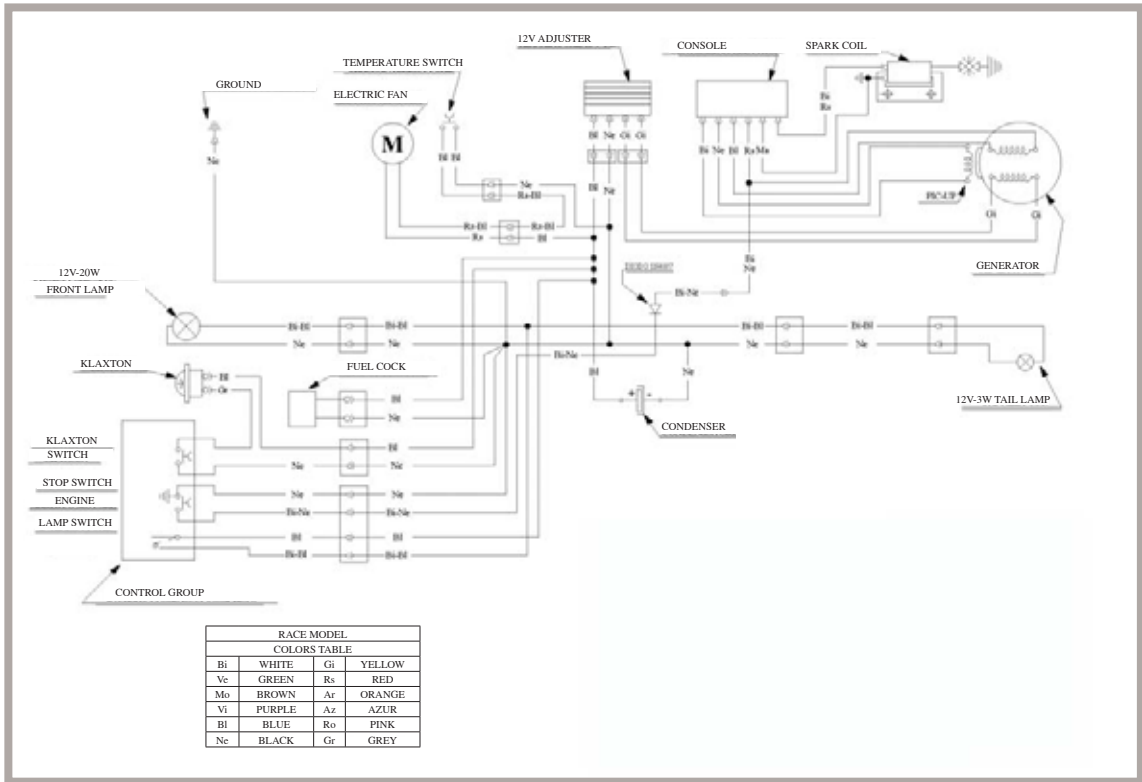 12V ADJUSTER
CONSOLE
SPARK COIL
TEMPERATURE SWITCH
GROUND
ELECTRIC FAN
M
Bi
Rs
Bl Ne Gi Gi
Bi Ne Bl Rs Ma
Ne
Bl Bl
Bl
Ne
Ne
Rs-Bl
PIC-UP
Gi
Gi
Rs-Bl
Rs-Bl
Rs
Bl
GENERATOR
Bi
Ne
12V-20W
FRONT LAMP
Bi-Ne
Bi-Bl
Bi-Bl
Bi-Bl
Bi-Bl
Ne
Ne
Ne
Ne
Bi-Ne
KLAXTON
Bl
Gr
FUEL COCK
Bl
Ne
Bl
Ne
+ -
12V-3W TAIL LAMP
CONDENSER
KLAXTON
SWITCH
Bl
Ne
Ne
STOP SWITCH
ENGINE
Ne
Ne
Bi-Ne
Bi-Ne
LAMP SWITCH
Bl
Bl
Bi-Bl
Bi-Bl
CONTROL GROUP
RACE MODEL
COLORS TABLE
Bi WHITE Gi YELLOW
Ve GREEN Rs RED
Mo BROWN Ar ORANGE
Vi PURPLE Az AZUR
Bl BLUE Ro PINK
Ne BLACK Gr GREY